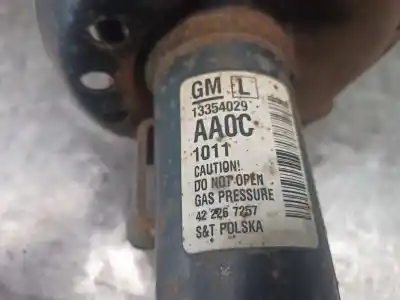 GM L
13354029
AA0C
1011
CAUTION!
DO NOT OPEN
GAS PRESSURE
42 226 7257
S&T POLSKA